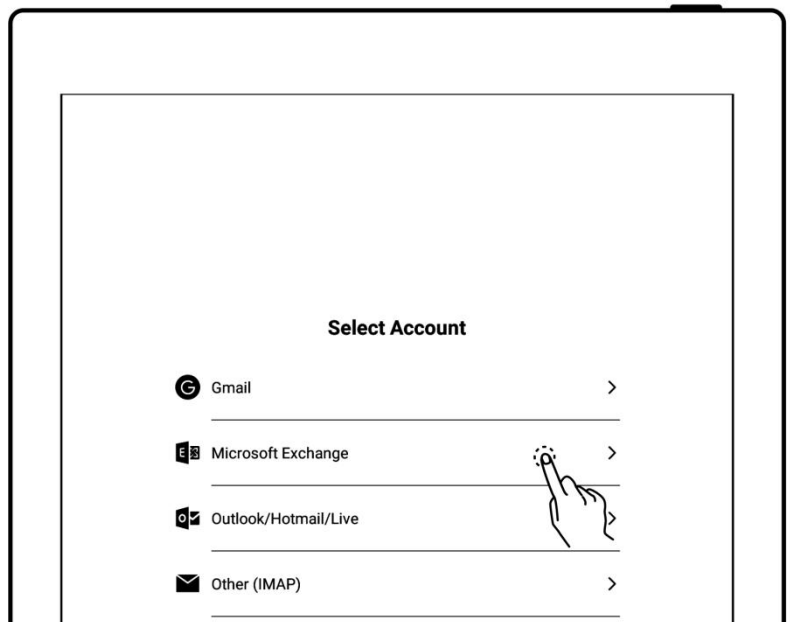 Select Account
Gmail
Microsoft Exchange
Outlook/Hotmail/Live
Other (IMAP)